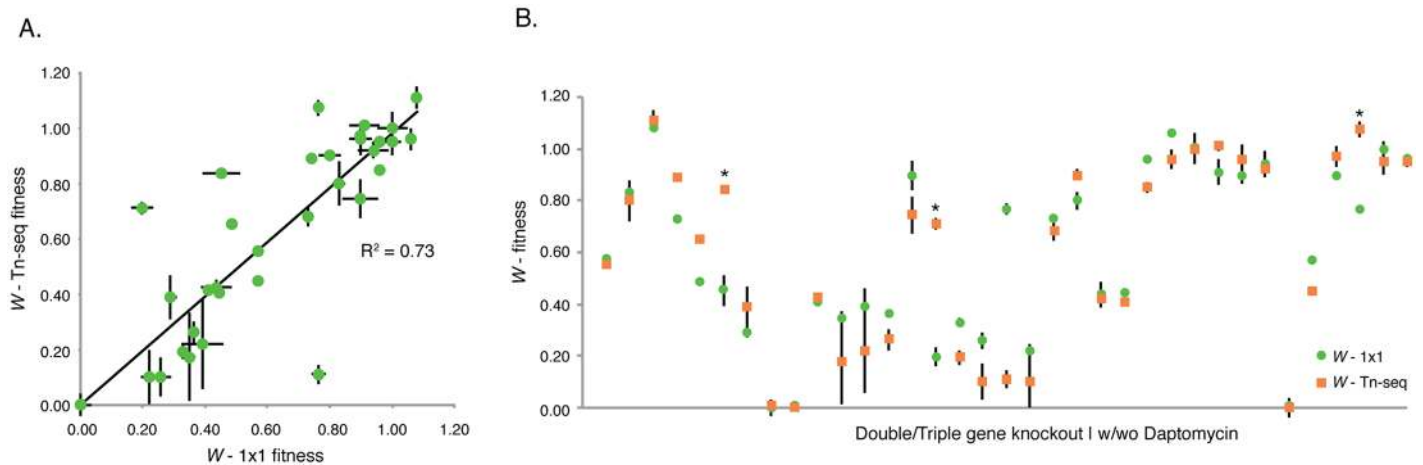 A.
1.20
1.00
0.80
0.60
0.40
0.20
0.00
W - Tn-seq fitness
R² = 0.73
0.00 0.20 0.40 0.60 0.80 1.00 1.20
W - 1x1 fitness
B.
1.20
1.00
0.80
0.60
0.40
0.20
0.00
W - fitness
*
*
*
W - 1x1
W - Tn-seq
Double/Triple gene knockout | w/wo Daptomycin